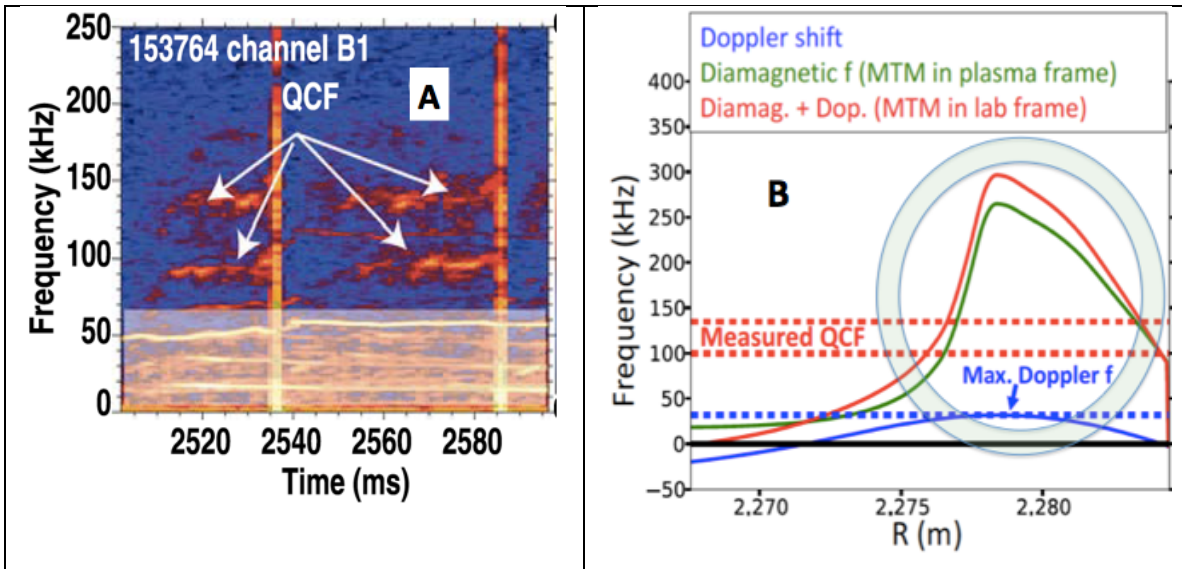 153764 channel B1
QCF
A
250
200
150
100
50
0
Frequency (kHz)
2520 2540 2560 2580
Time (ms)
Doppler shift
Diamagnetic f (MTM in plasma frame)
Diamag. + Dop. (MTM in lab frame)
B
400
350
300
250
200
150
100
50
0
−50
Frequency (kHz)
Measured QCF
Max. Doppler f
2.270 2.275 2.280
R (m)